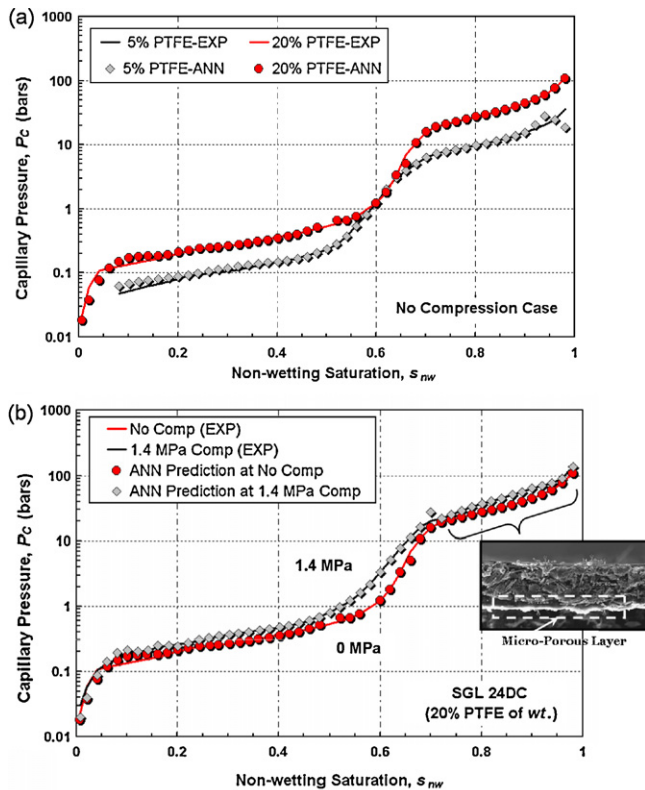 (a)
5% PTFE-EXP 20% PTFE-EXP
5% PTFE-ANN 20% PTFE-ANN
1000
100
10
1
0.1
0.01
Capillary Pressure, Pc (bars)
No Compression Case
0 0.2 0.4 0.6 0.8 1
Non-wetting Saturation, snw
(b)
No Comp (EXP)
1.4 MPa Comp (EXP)
ANN Prediction at No Comp
ANN Prediction at 1.4 MPa Comp
1000
100
10
1
0.1
0.01
Capillary Pressure, Pc (bars)
1.4 MPa
0 MPa
Micro-Porous Layer
SGL 24DC
(20% PTFE of wt.)
0 0.2 0.4 0.6 0.8 1
Non-wetting Saturation, snw